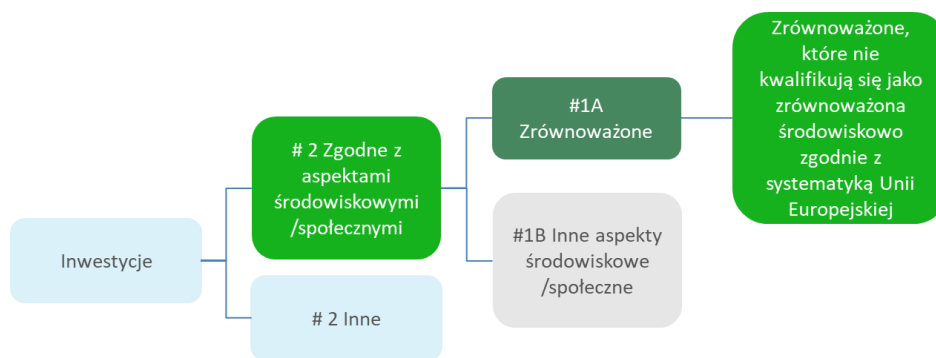 Inwestycje
# 2 Zgodne z
aspektami
środowiskowymi
/społecznymi
# 2 Inne
#1A
Zrównoważone
#1B Inne aspekty
środowiskowe
/społeczne
Zrównoważone,
które nie
kwalifikują się jako
zrównoważona
środowiskowo
zgodnie z
systematyką Unii
Europejskiej